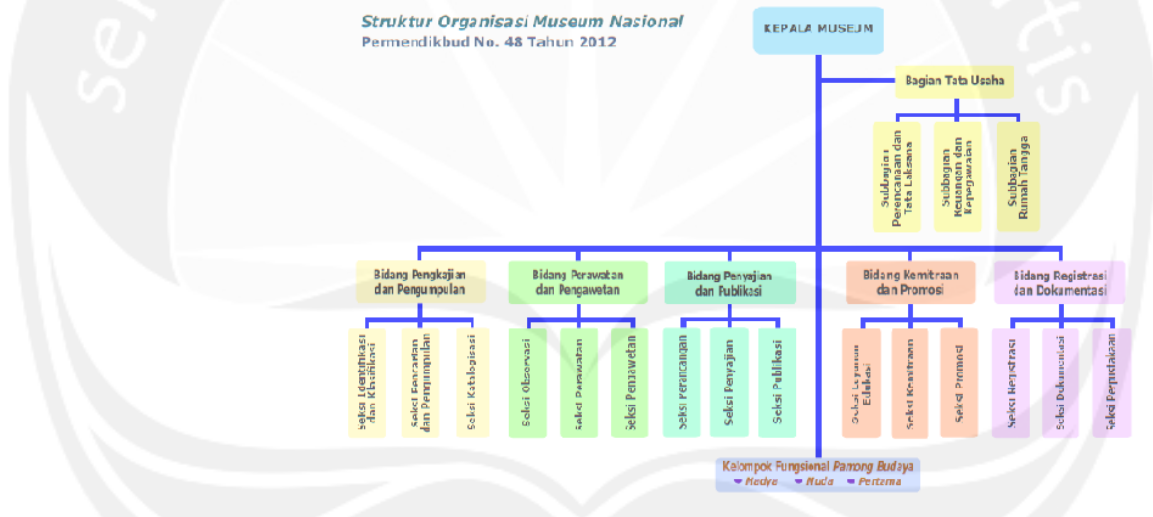 Struktur Organisasi Museum Nasional
Permendikbud No. 48 Tahun 2012
KEPALA MUSEUM
Bagian Tata Usaha
Subbagian
Perencanaan dan
Tata Laksana
Subbagian
Keuangan dan
Kepegawaian
Subbagian
Rumah Tangga
Bidang Pengkajian
dan Pengumpulan
Bidang Perawatan
dan Pengawetan
Bidang Penyajian
dan Publikasi
Bidang Kemitraan
dan Promosi
Bidang Registrasi
dan Dokumentasi
Seksi Identifikasi
dan Klasifikasi
Seksi Pencarian
dan Pengumpulan
Seksi Katalogisasi
Seksi Observasi
Seksi Perawatan
Seksi Pengawetan
Seksi Perancangan
Seksi Penyajian
Seksi Publikasi
Seksi Layanan
Edukasi
Seksi Kemitraan
Seksi Promosi
Seksi Registrasi
Seksi Dokumentasi
Seksi Perpustakaan
Kelompok Fungsional Pamong Budaya
Madya Muda Pertama